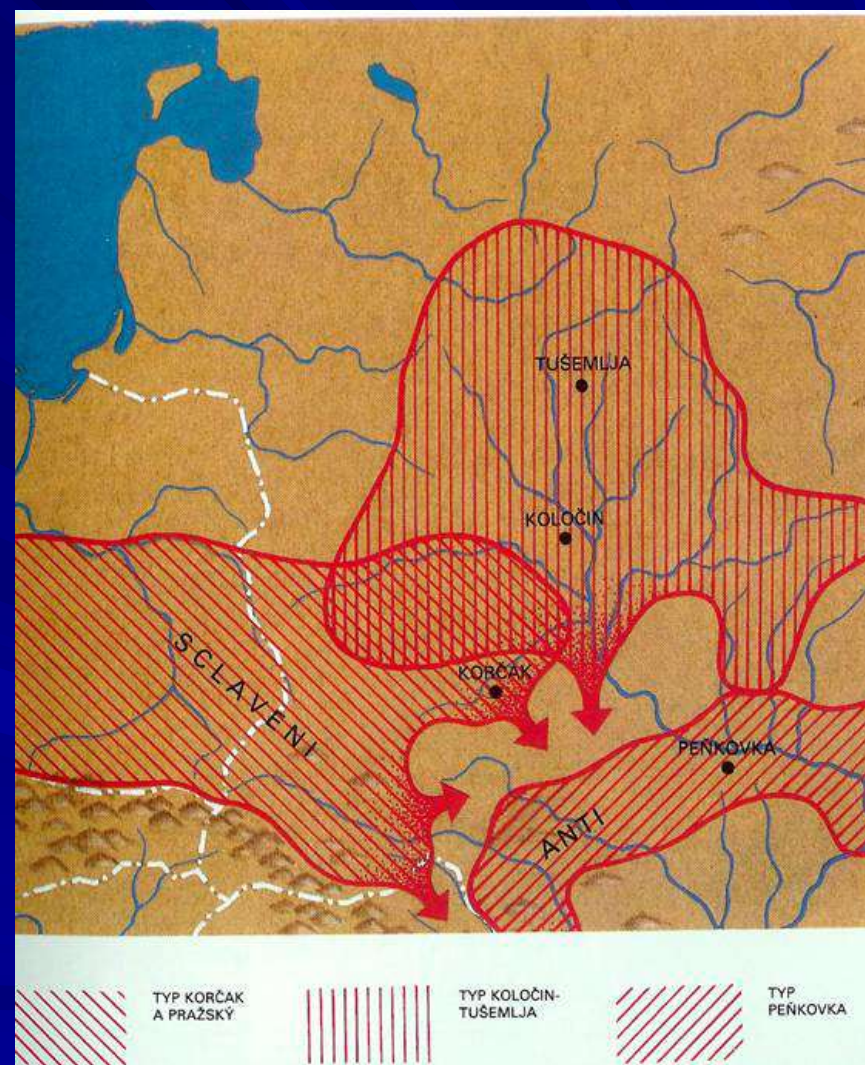 TUŠEMLJA
KOLOČIN
SCLAVENI
KORČAK
PEŇKOVKA
ANTI
TYP KORČAK
A PRAŽSKÝ
TYP KOLOČIN-
TUŠEMLJA
TYP
PEŇKOVKA